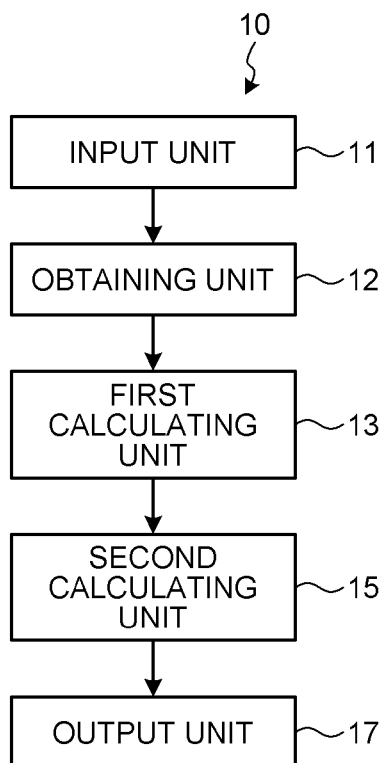 10
INPUT UNIT
11
OBTAINING UNIT
12
FIRST
CALCULATING
UNIT
13
SECOND
CALCULATING
UNIT
15
OUTPUT UNIT
17